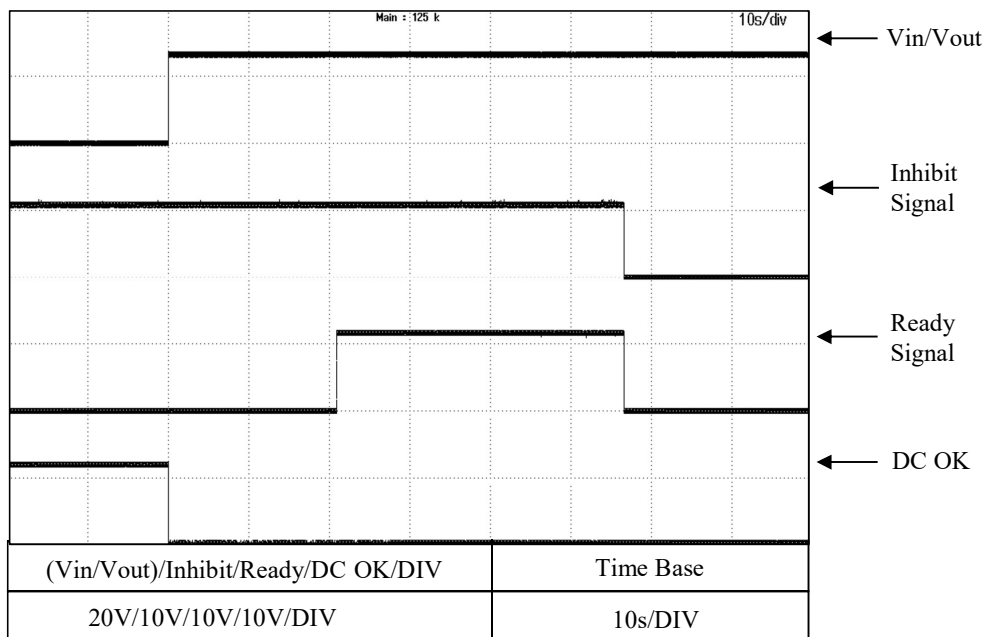 Main : 125 k
10s/div
Vin/Vout
Inhibit
Signal
Ready
Signal
DC OK
(Vin/Vout)/Inhibit/Ready/DC OK/DIV
Time Base
20V/10V/10V/10V/DIV
10s/DIV